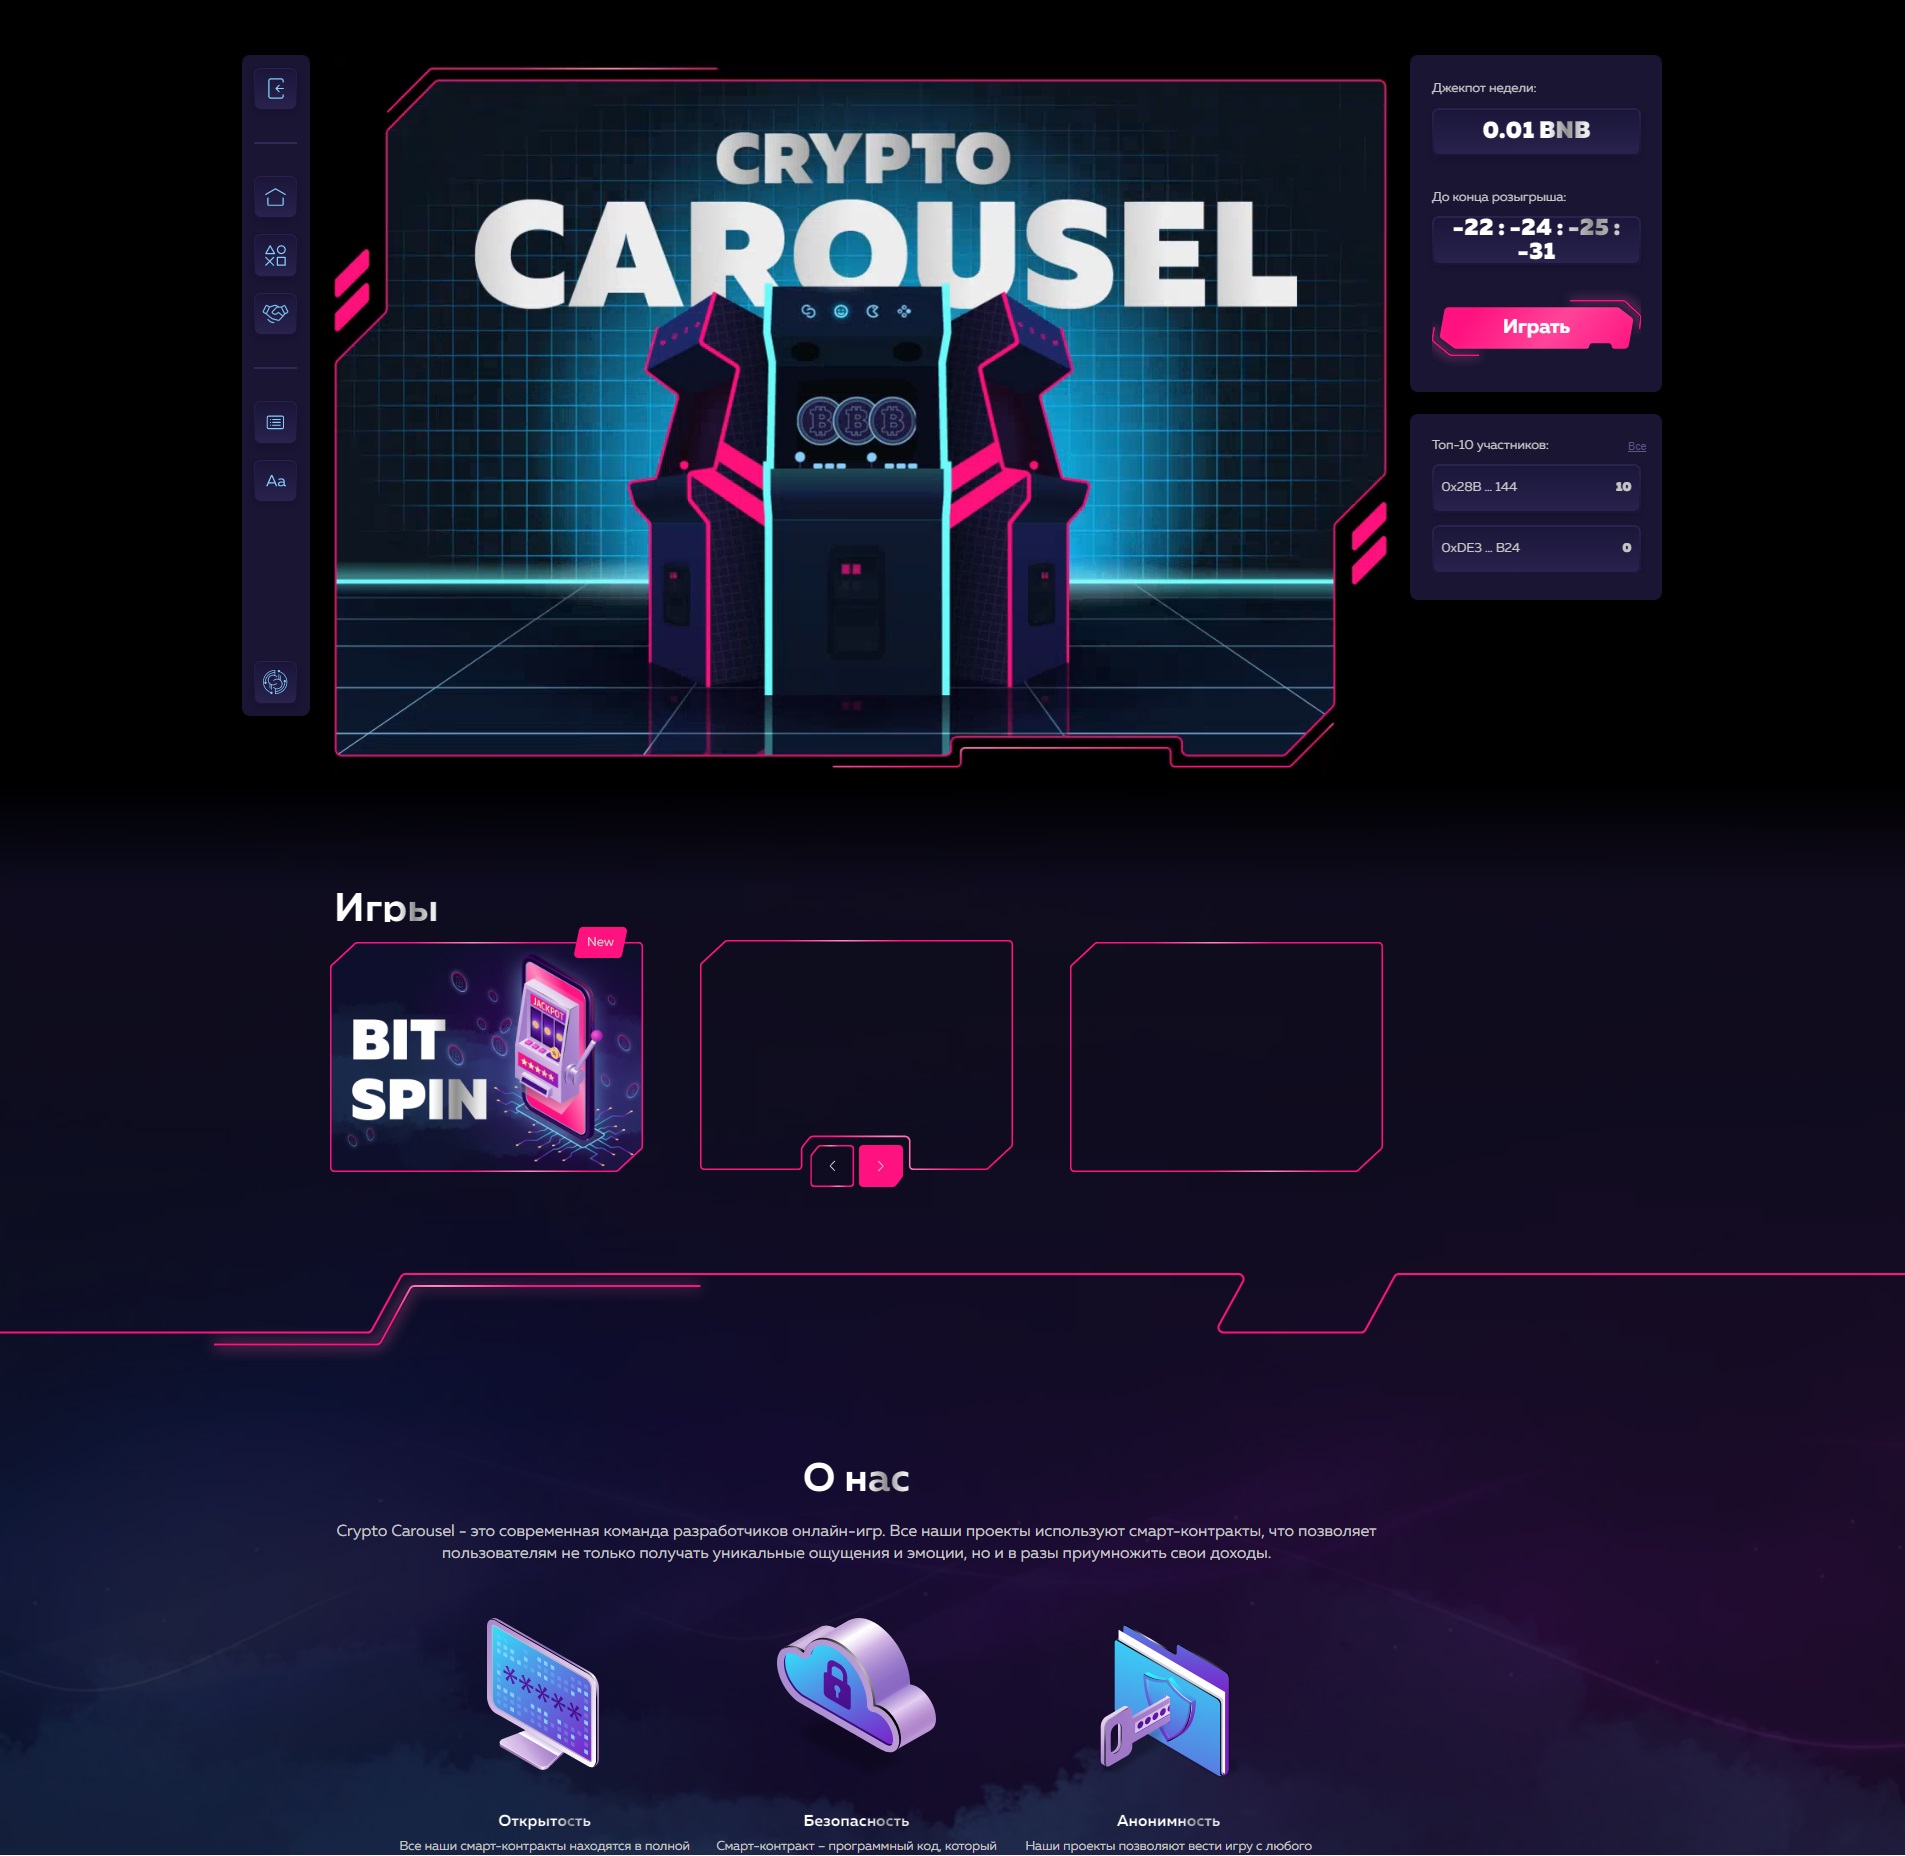 CRYPTO
CAROUSEL
Джекпот недели:
0.01 BNB
До конца розыгрыша:
-22 : -24 : -25 :
-31
Играть
Топ-10 участников: Все
0x28B ... 144 10
0xDE3 ... B24 0
Aa
Игры
New
BIT
SPIN
JACKPOT
О нас
Crypto Carousel - это современная команда разработчиков онлайн-игр. Все наши проекты используют смарт-контракты, что позволяет
пользователям не только получать уникальные ощущения и эмоции, но и в разы приумножить свои доходы.
Открытость
Все наши смарт-контракты находятся в полной
Безопасность
Смарт-контракт – программный код, который
Анонимность
Наши проекты позволяют вести игру с любого